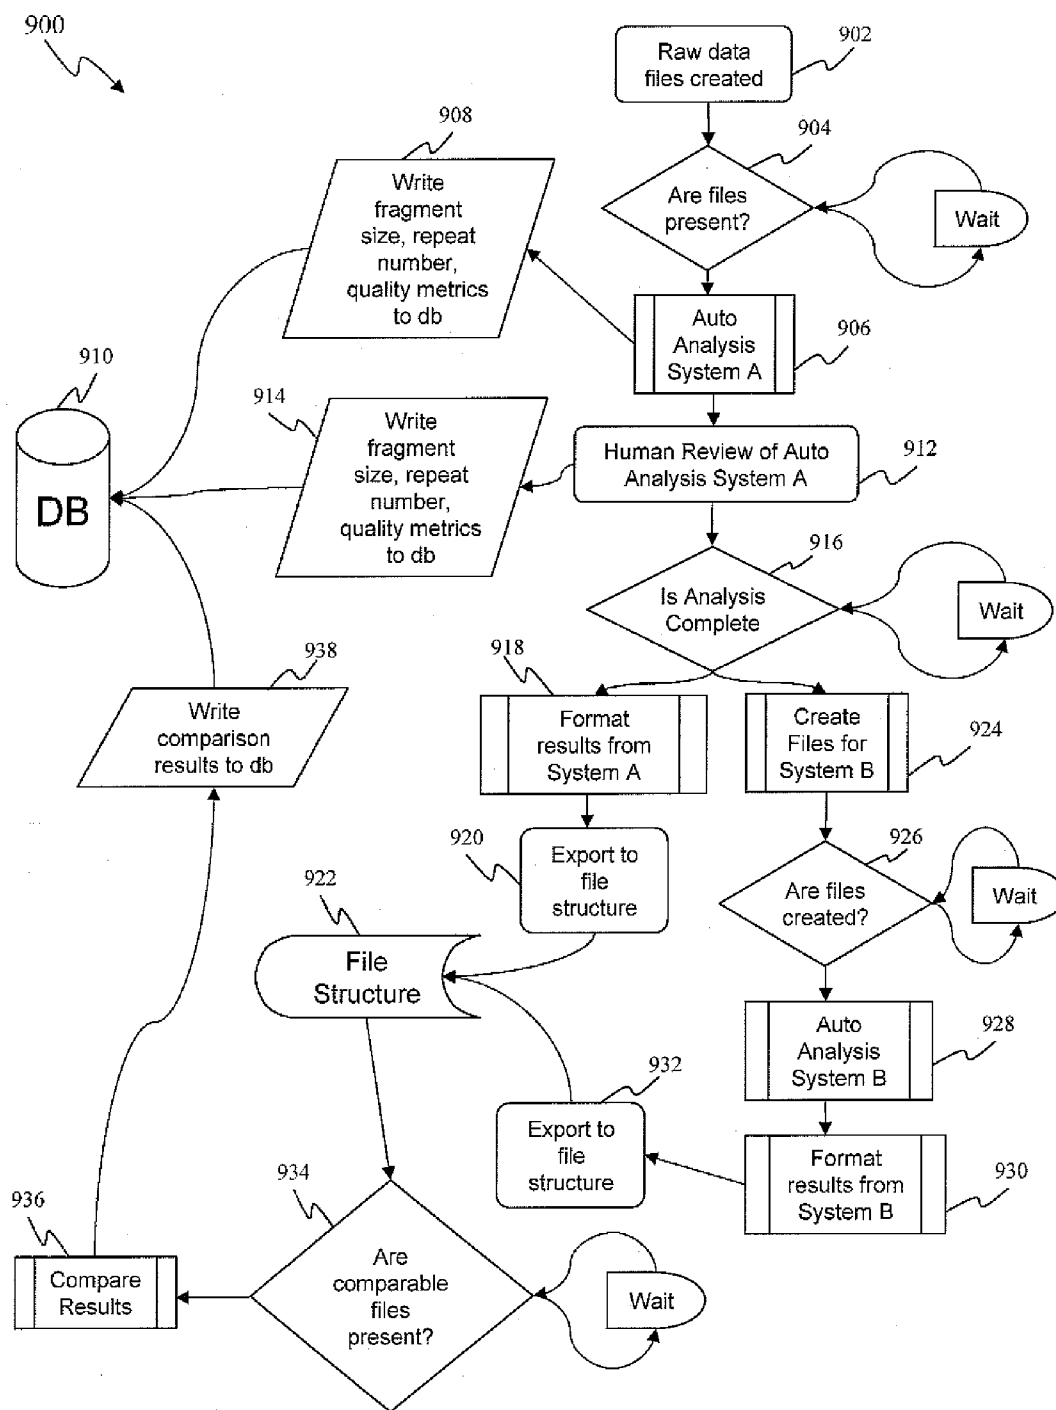 900
Raw data
files created
902
908
904
Write
fragment
size, repeat
number,
quality metrics
to db
Are files
present?
Wait
Auto
Analysis
System A
906
910
DB
914
Write
fragment
size, repeat
number,
quality metrics
to db
Human Review of Auto
Analysis System A
912
916
Is Analysis
Complete
Wait
938
Write
comparison
results to db
918
Format
results from
System A
Create
Files for
System B
924
920
Export to
file
structure
926
Are files
created?
Wait
922
File
Structure
Auto
Analysis
System B
928
932
Export to
file
structure
Format
results from
System B
930
934
Are
comparable
files
present?
Wait
936
Compare
Results